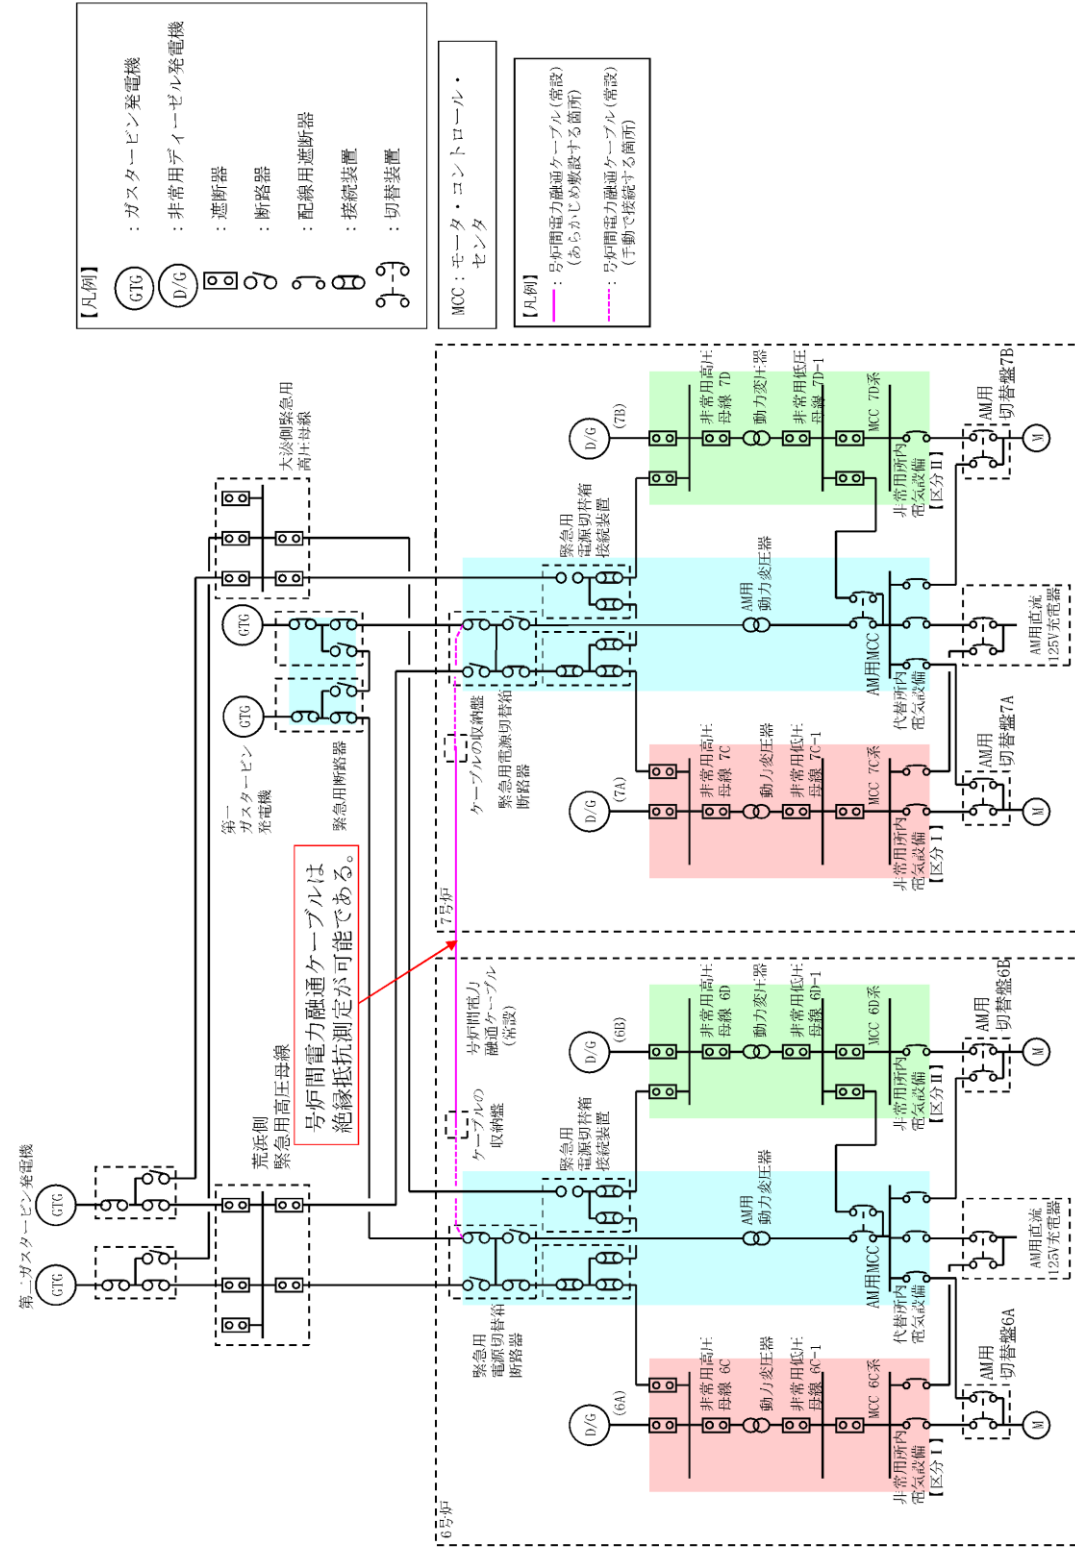 【凡例】
GTG
：ガスタービン発電機
D/G
：非常用ディーゼル発電機
：遮断器
：断路器
：配線用遮断器
：接続装置
：切替装置
MCC：モータ・コントロール・
センタ
【凡例】
：号炉間電力融通ケーブル(常設)
(あらかじめ敷設する箇所)
：号炉間電力融通ケーブル(常設)
(手動で接続する箇所)
第二ガスタービン発電機
GTG
GTG
荒浜側
緊急用高圧母線
号炉間電力融通ケーブルは
絶縁抵抗測定が可能である。
第一
ガスタービン
発電機
GTG
GTG
緊急用断路器
大湊側緊急用
高圧母線
6号炉
緊急用
電源切替箱
断路器
ケーブルの
収納盤
号炉間電力
融通ケーブル
(常設)
緊急用
電源切替箱
接続装置
D/G
(6A)
D/G
(6B)
非常用高圧
母線 6C
動力変圧器
非常用低圧
母線 6C-1
MCC 6C系
非常用所内
電気設備
【区分Ⅰ】
AM用
動力変圧器
AM用MCC
代替所内
電気設備
非常用高圧
母線 6D
動力変圧器
非常用低圧
母線 6D-1
MCC 6D系
非常用所内
電気設備
【区分Ⅱ】
AM用
切替盤6A
M
AM用直流
125V充電器
AM用
切替盤6B
M
7号炉
ケーブルの収納盤
緊急用電源切替箱
断路器
緊急用
電源切替箱
接続装置
D/G
(7A)
D/G
(7B)
非常用高圧
母線 7C
動力変圧器
非常用低圧
母線 7C-1
MCC 7C系
非常用所内
電気設備
【区分Ⅰ】
AM用
動力変圧器
AM用MCC
代替所内
電気設備
非常用高圧
母線 7D
動力変圧器
非常用低圧
母線 7D-1
MCC 7D系
非常用所内
電気設備
【区分Ⅱ】
AM用
切替盤7A
M
AM用直流
125V充電器
AM用
切替盤7B
M